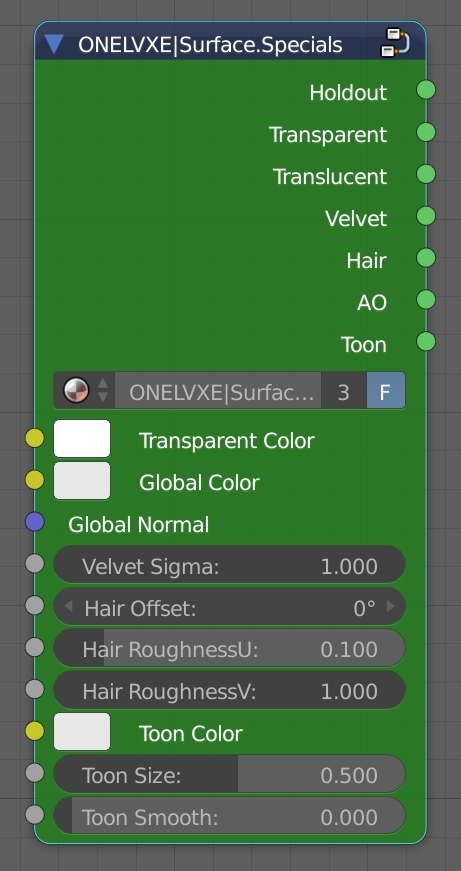 ONELVXE|Surface.Specials
Holdout
Transparent
Translucent
Velvet
Hair
AO
Toon
ONELVXE|Surfac... 3 F
Transparent Color
Global Color
Global Normal
Velvet Sigma: 1.000
Hair Offset: 0°
Hair RoughnessU: 0.100
Hair RoughnessV: 1.000
Toon Color
Toon Size: 0.500
Toon Smooth: 0.000